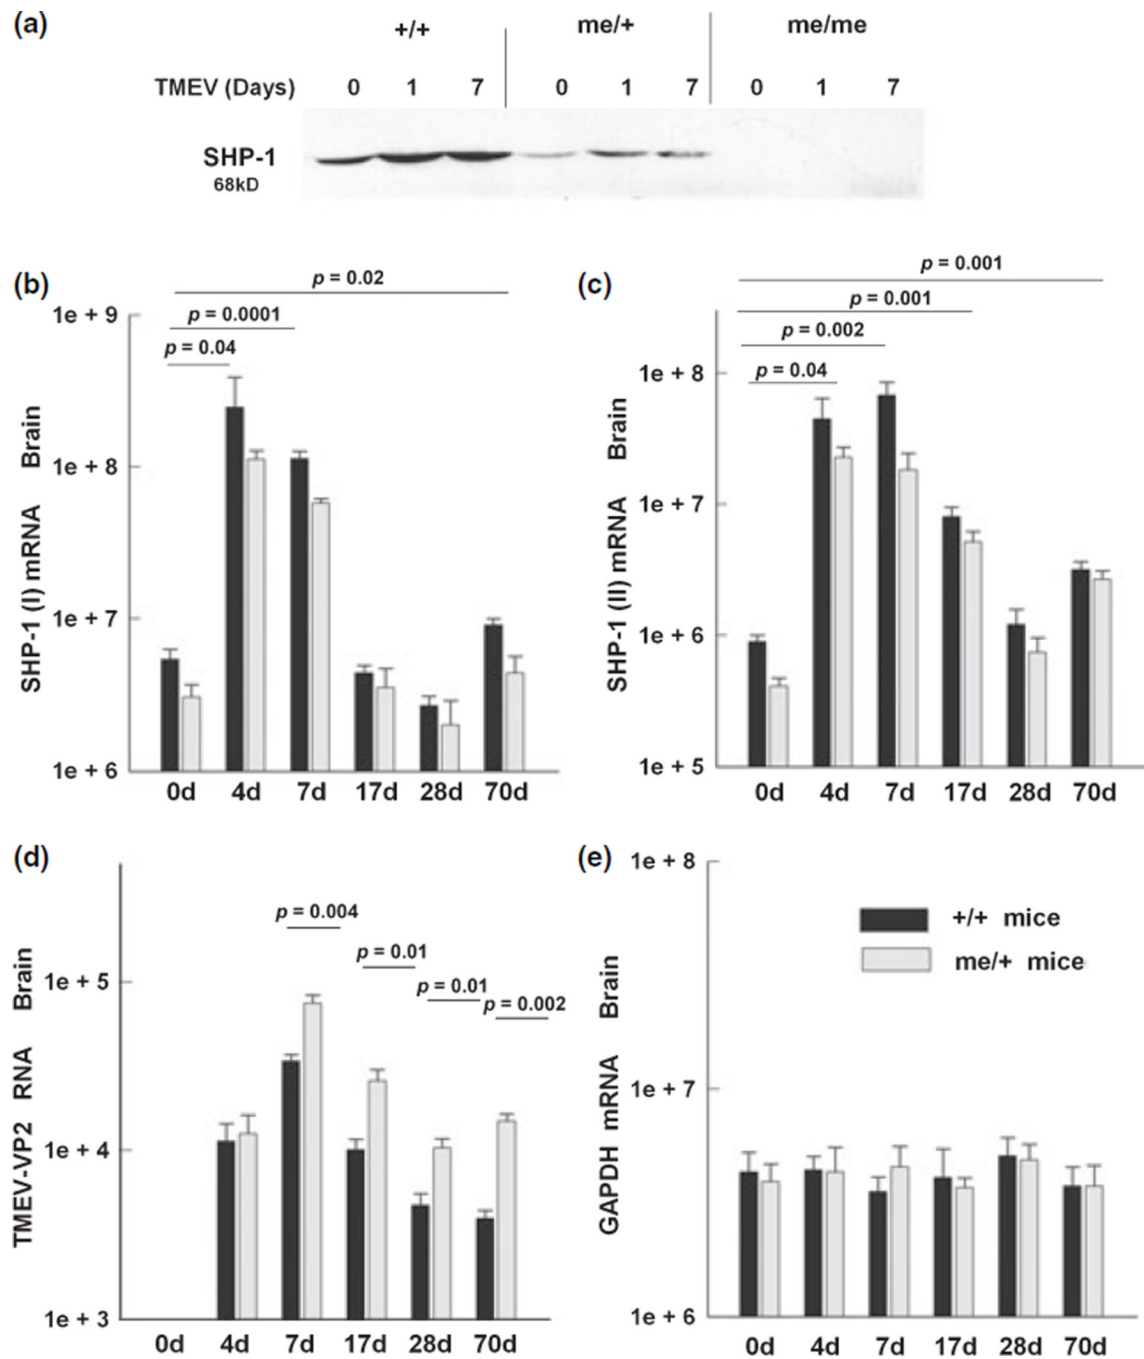 (a)
+/+ me/+ me/me
TMEV (Days) 0 1 7 0 1 7 0 1 7
SHP-1
68kD
(b)
p = 0.02
1e + 9
p = 0.0001
p = 0.04
1e + 8
1e + 7
1e + 6
SHP-1 (I) mRNA Brain
0d 4d 7d 17d 28d 70d
(c)
p = 0.001
p = 0.001
p = 0.002
p = 0.04
1e + 8
1e + 7
1e + 6
1e + 5
SHP-1 (II) mRNA Brain
0d 4d 7d 17d 28d 70d
(d)
p = 0.004
p = 0.01
p = 0.01
p = 0.002
1e + 5
1e + 4
1e + 3
TMEV-VP2 RNA Brain
0d 4d 7d 17d 28d 70d
(e)
1e + 8
1e + 7
1e + 6
GAPDH mRNA Brain
+/+ mice
me/+ mice
0d 4d 7d 17d 28d 70d